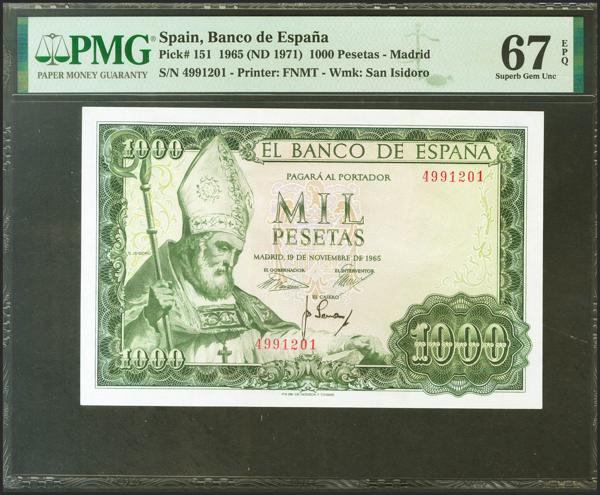 PMG®
PAPER MONEY GUARANTY
Spain, Banco de España
Pick# 151 1965 (ND 1971) 1000 Pesetas - Madrid
S/N 4991201 - Printer: FNMT - Wmk: San Isidoro
67 EPQ
Superb Gem Unc
1000
EL BANCO DE ESPAÑA
PAGARÁ AL PORTADOR
4991201
MIL
PESETAS
MADRID, 19 DE NOVIEMBRE DE 1965
EL GOBERNADOR
EL INTERVENTOR
EL CAJERO
4991201
1000
1000